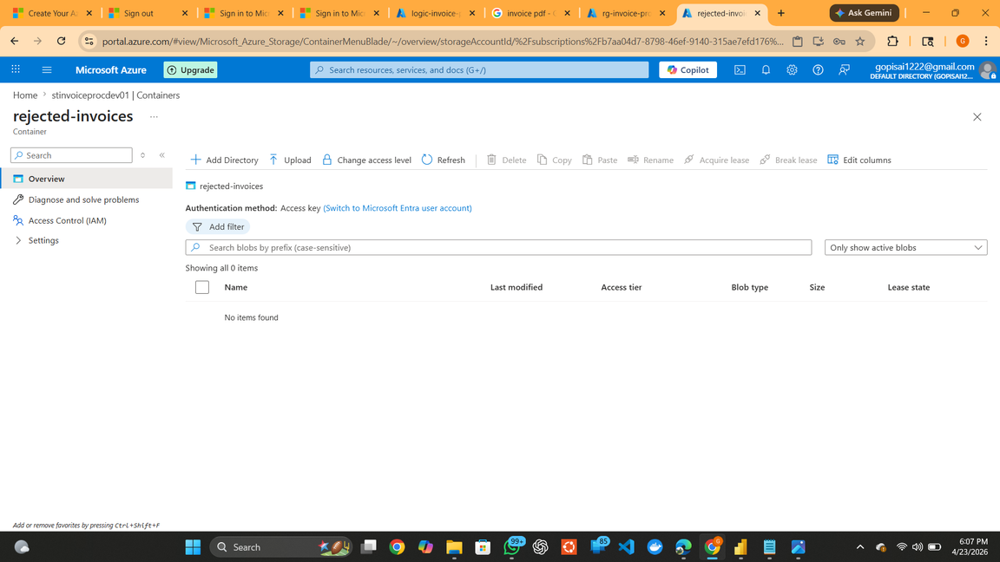 Create Your A
Sign out
Sign in to Mic
Sign in to Mic
logic-invoice-
invoice pdf - G
rg-invoice-pr
rejected-invoi
Ask Gemini
portal.azure.com/#view/Microsoft_Azure_Storage/ContainerMenuBlade/~/overview/storageAccountId/%2Fsubscriptions%2Fb7aa04d7-8798-46ef-9140-315ae7efd176%...
G
Microsoft Azure
Upgrade
Search resources, services, and docs (G+/)
Copilot
gopisai1222@gmail.com
DEFAULT DIRECTORY (GOPISAI12...
Home > stinvoiceprocdev01 | Containers
rejected-invoices ...
Container
Search
Overview
Diagnose and solve problems
Access Control (IAM)
Settings
Add Directory
Upload
Change access level
Refresh
Delete
Copy
Paste
Rename
Acquire lease
Break lease
Edit columns
rejected-invoices
Authentication method: Access key (Switch to Microsoft Entra user account)
Add filter
Search blobs by prefix (case-sensitive)
Only show active blobs
Showing all 0 items
Name
Last modified
Access tier
Blob type
Size
Lease state
No items found
Add or remove favorites by pressing Ctrl+Shift+F
Search
99+
85
G
6:07 PM
4/23/2026